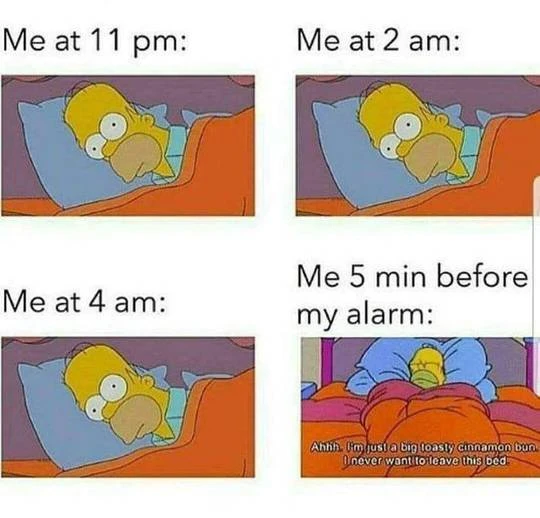 Me at 11 pm:
Me at 2 am:
Me at 4 am:
Me 5 min before
my alarm:
Ahhh. I'm just a big toasty cinnamon bun.
I never want to leave this bed.